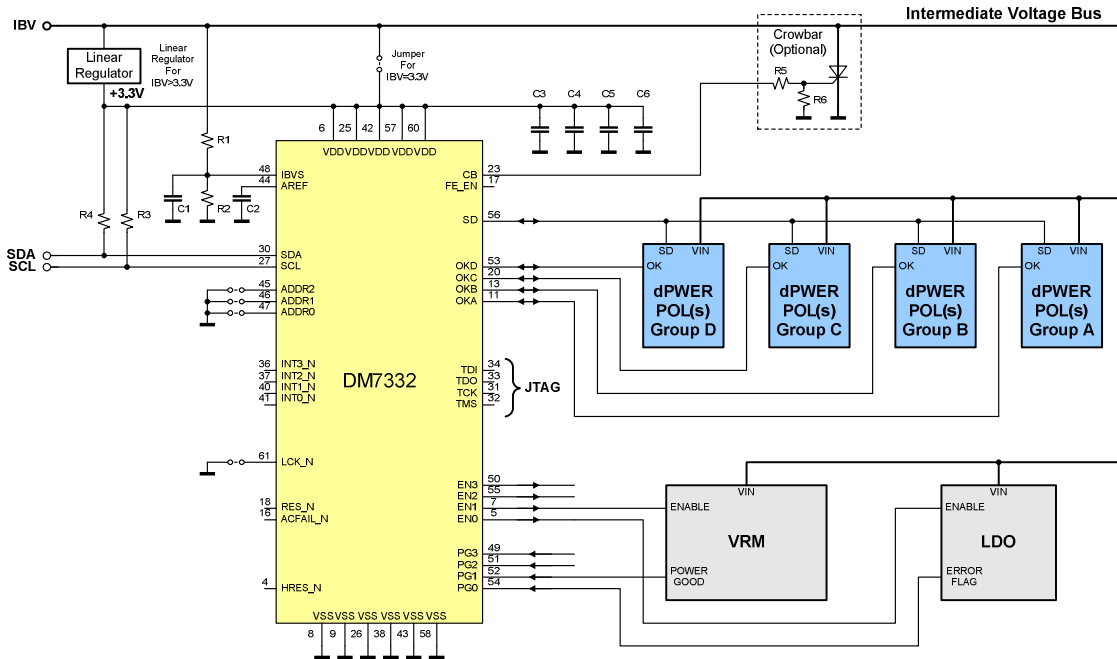 IBV
Intermediate Voltage Bus
Linear
Regulator
+3.3V
Linear
Regulator
For
IBV>3.3V
Jumper
For
IBV=3.3V
Crowbar
(Optional)
R5
R6
C3 C4 C5 C6
6 25 42 57 60
VDD VDD VDD VDD VDD
R1
R2
C1
C2
R4
R3
48 IBVS
44 AREF
SDA
SCL
30 SDA
27 SCL
45 ADDR2
46 ADDR1
47 ADDR0
36 INT3_N
37 INT2_N
40 INT1_N
41 INT0_N
61 LCK_N
18 RES_N
16 ACFAIL_N
4 HRES_N
DM7332
CB 23
FE_EN 17
SD 56
OKD 53
OKC 20
OKB 13
OKA 11
TDI 34
TDO 33
TCK 31
TMS 32
JTAG
EN3 50
EN2 55
EN1 7
EN0 5
PG3 49
PG2 51
PG1 52
PG0 54
VSS VSS VSS VSS VSS VSS
8 9 26 38 43 58
SD VIN
OK
dPWER
POL(s)
Group D
SD VIN
OK
dPWER
POL(s)
Group C
SD VIN
OK
dPWER
POL(s)
Group B
SD VIN
OK
dPWER
POL(s)
Group A
VIN
ENABLE
VRM
POWER
GOOD
VIN
ENABLE
LDO
ERROR
FLAG